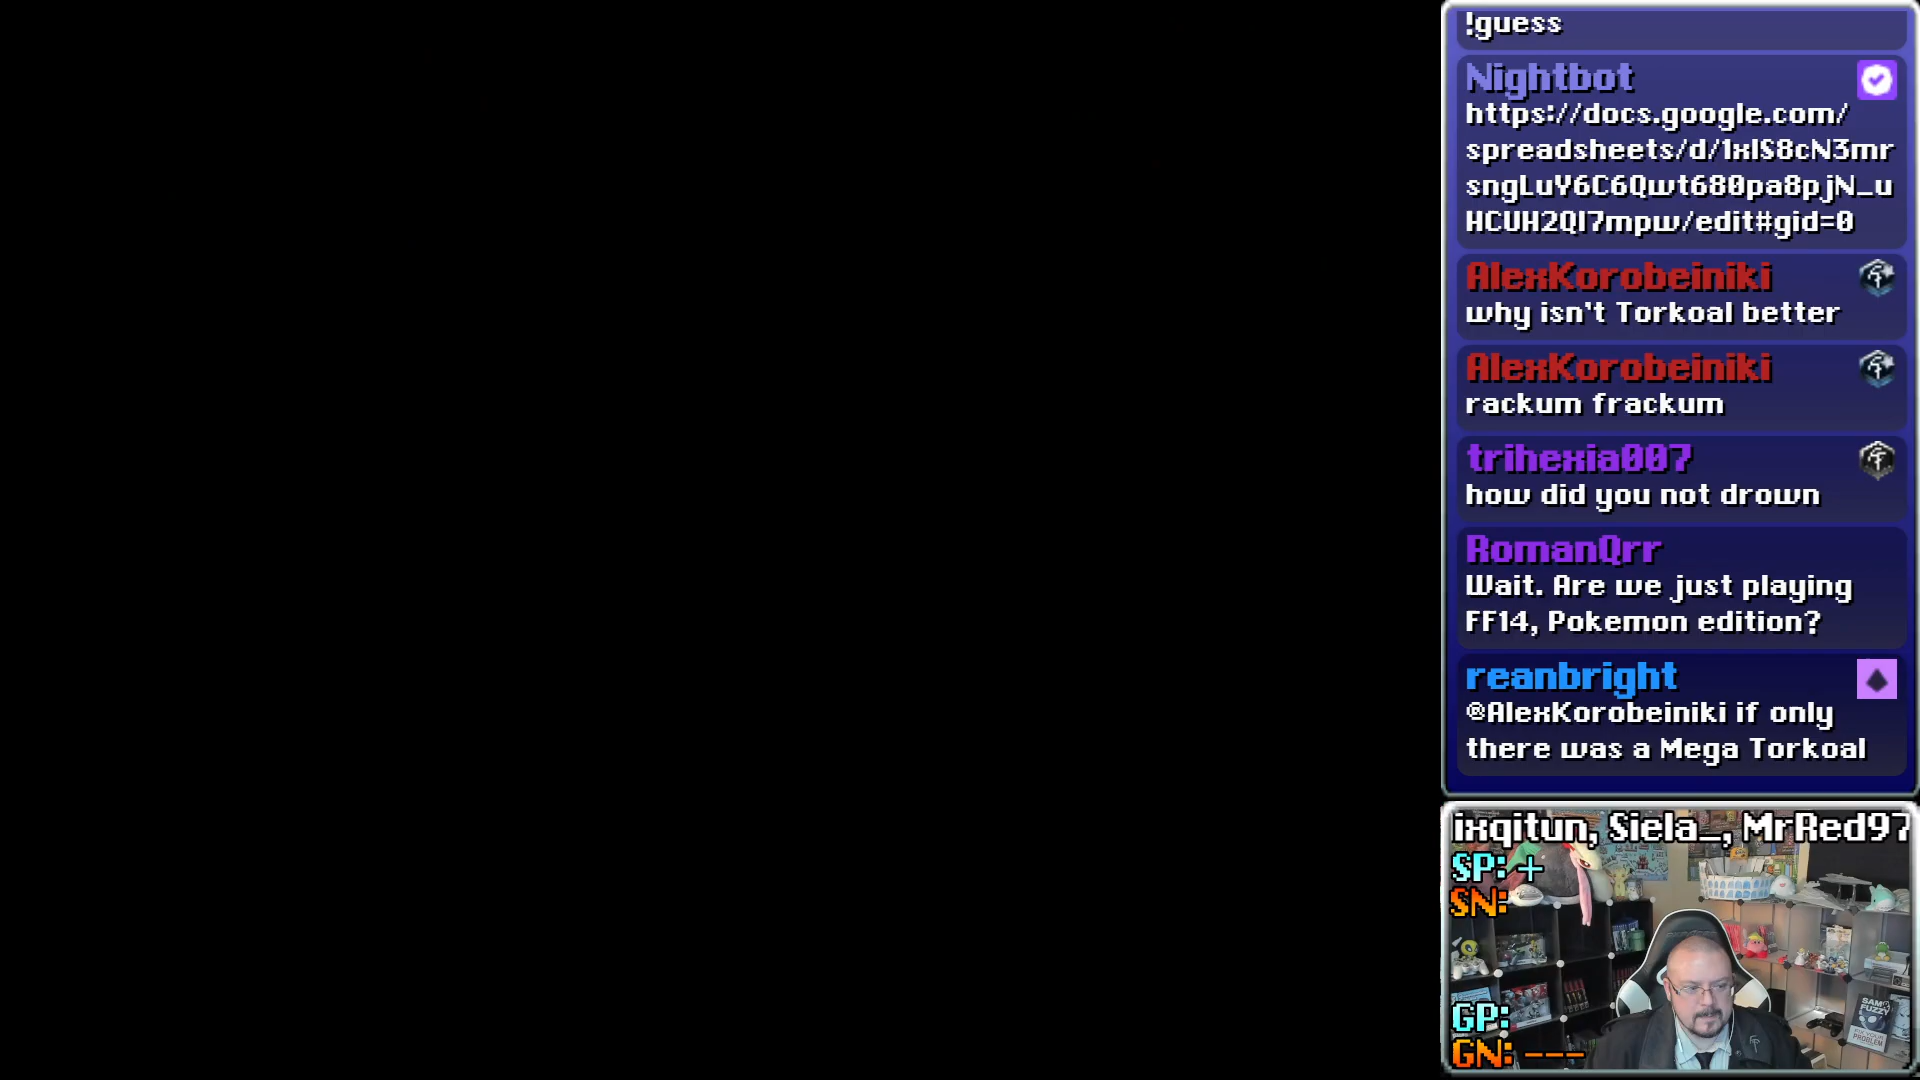 !guess
Nightbot
https://docs.google.com/
spreadsheets/d/1xlS8cN3mr
sngLuY6C6Qwt680pa8pjN_u
HCUH2Ql7mpw/edit#gid=0
AlexKorobeiniki
why isn't Torkoal better
AlexKorobeiniki
rackum frackum
trihexia007
how did you not drown
RomanQrr
Wait. Are we just playing
FF14, Pokemon edition?
reanbright
@AlexKorobeiniki if only
there was a Mega Torkoal
ixqitun, Siela_, MrRed97
SP: +
SN:
GP:
GN: ---
SAM
FUZZY